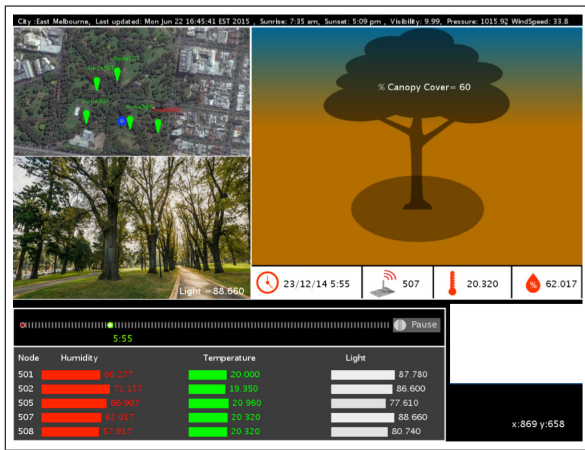 City :East Melbourne, Last updated: Mon Jun 22 16:45:41 EST 2015 , Sunrise: 7:35 am, Sunset: 5:09 pm , Visibility: 9.99, Pressure: 1015.92 WindSpeed: 33.8
% Canopy Cover= 60
Light = 88.660
23/12/14 5:55
507
20.320
%
62.017
Pause
5:55
Node Humidity Temperature Light
501 60 277 20 000 87.780
502 71 157 19.350 86.600
505 66 907 20 960 77.610
507 62 017 20 320 88.660
508 57 917 20 320 80.740
x:869 y:658